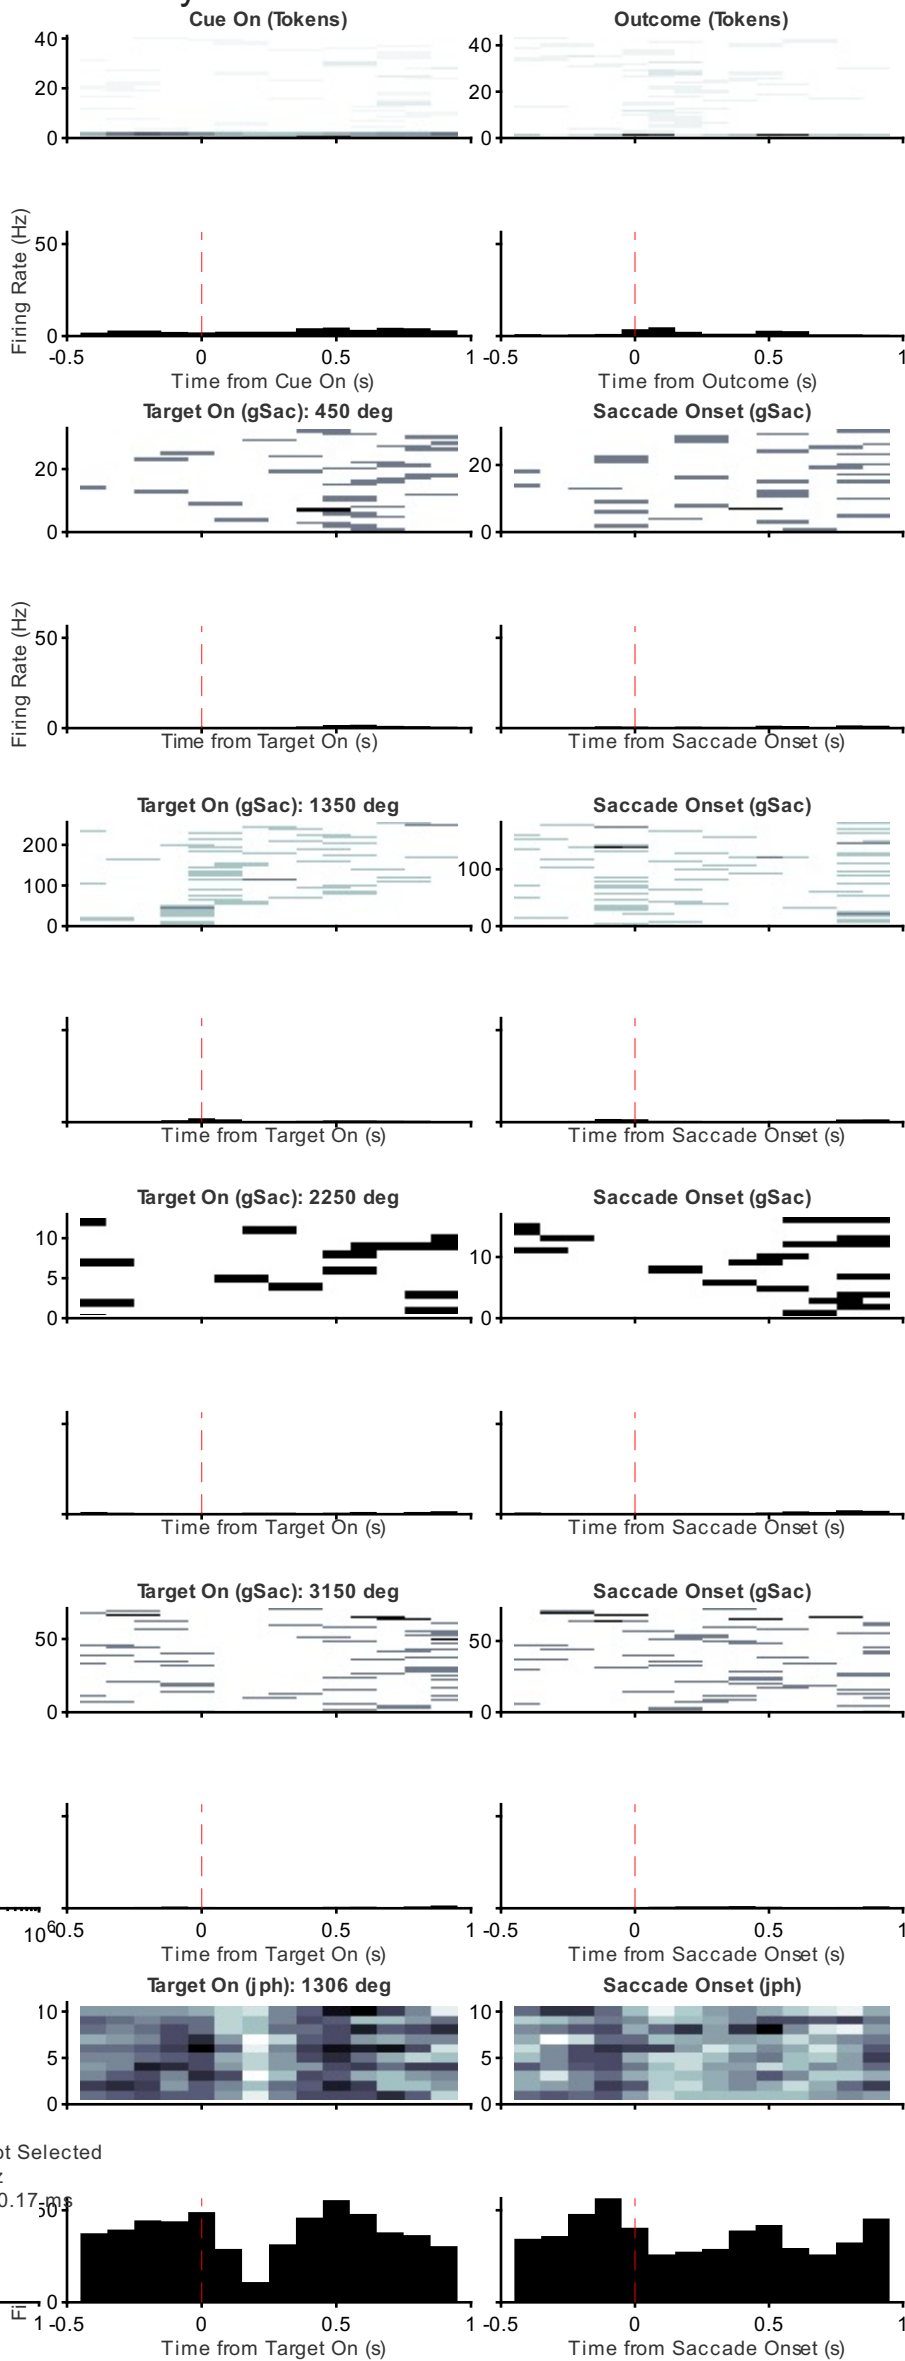 Cue On (Tokens) Outcome (Tokens)
40 40
20 20
0 0
Firing Rate (Hz)
50
0
-0.5 0 0.5 1 -0.5 0 0.5 1
Time from Cue On (s) Time from Outcome (s)
Target On (gSac): 450 deg Saccade Onset (gSac)
20 20
0 0
Firing Rate (Hz)
50
0
Time from Target On (s) Time from Saccade Onset (s)
Target On (gSac): 1350 deg Saccade Onset (gSac)
200
100 100
0 0
Time from Target On (s) Time from Saccade Onset (s)
Target On (gSac): 2250 deg Saccade Onset (gSac)
10 10
5
0 0
Time from Target On (s) Time from Saccade Onset (s)
Target On (gSac): 3150 deg Saccade Onset (gSac)
50 50
0 0
10⁶ -0.5 0 0.5 1 -0.5 0 0.5 1
Time from Target On (s) Time from Saccade Onset (s)
Target On (jph): 1306 deg Saccade Onset (jph)
10 10
5 5
0 0
ot Selected
z
0.17 ms
50
Fi
0
1 -0.5 0 0.5 1 -0.5 0 0.5 1
Time from Target On (s) Time from Saccade Onset (s)